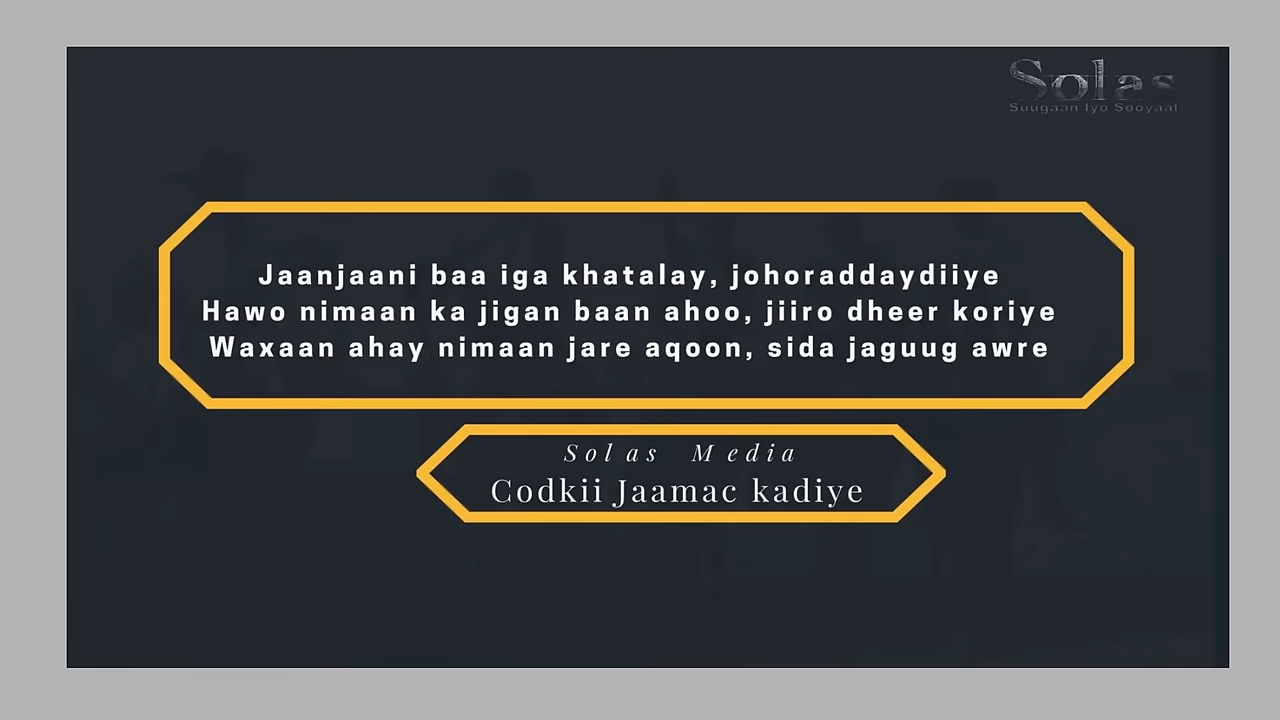 Solas
Suugaan Iyo Sooyaal
Jaanjaani baa iga khatalay, johoraddaydiiye
Hawo nimaan ka jigan baan ahoo, jiiro dheer koriye
Waxaan ahay nimaan jare aqoon, sida jaguug awre
Solas Media
Codkii Jaamac kadiye